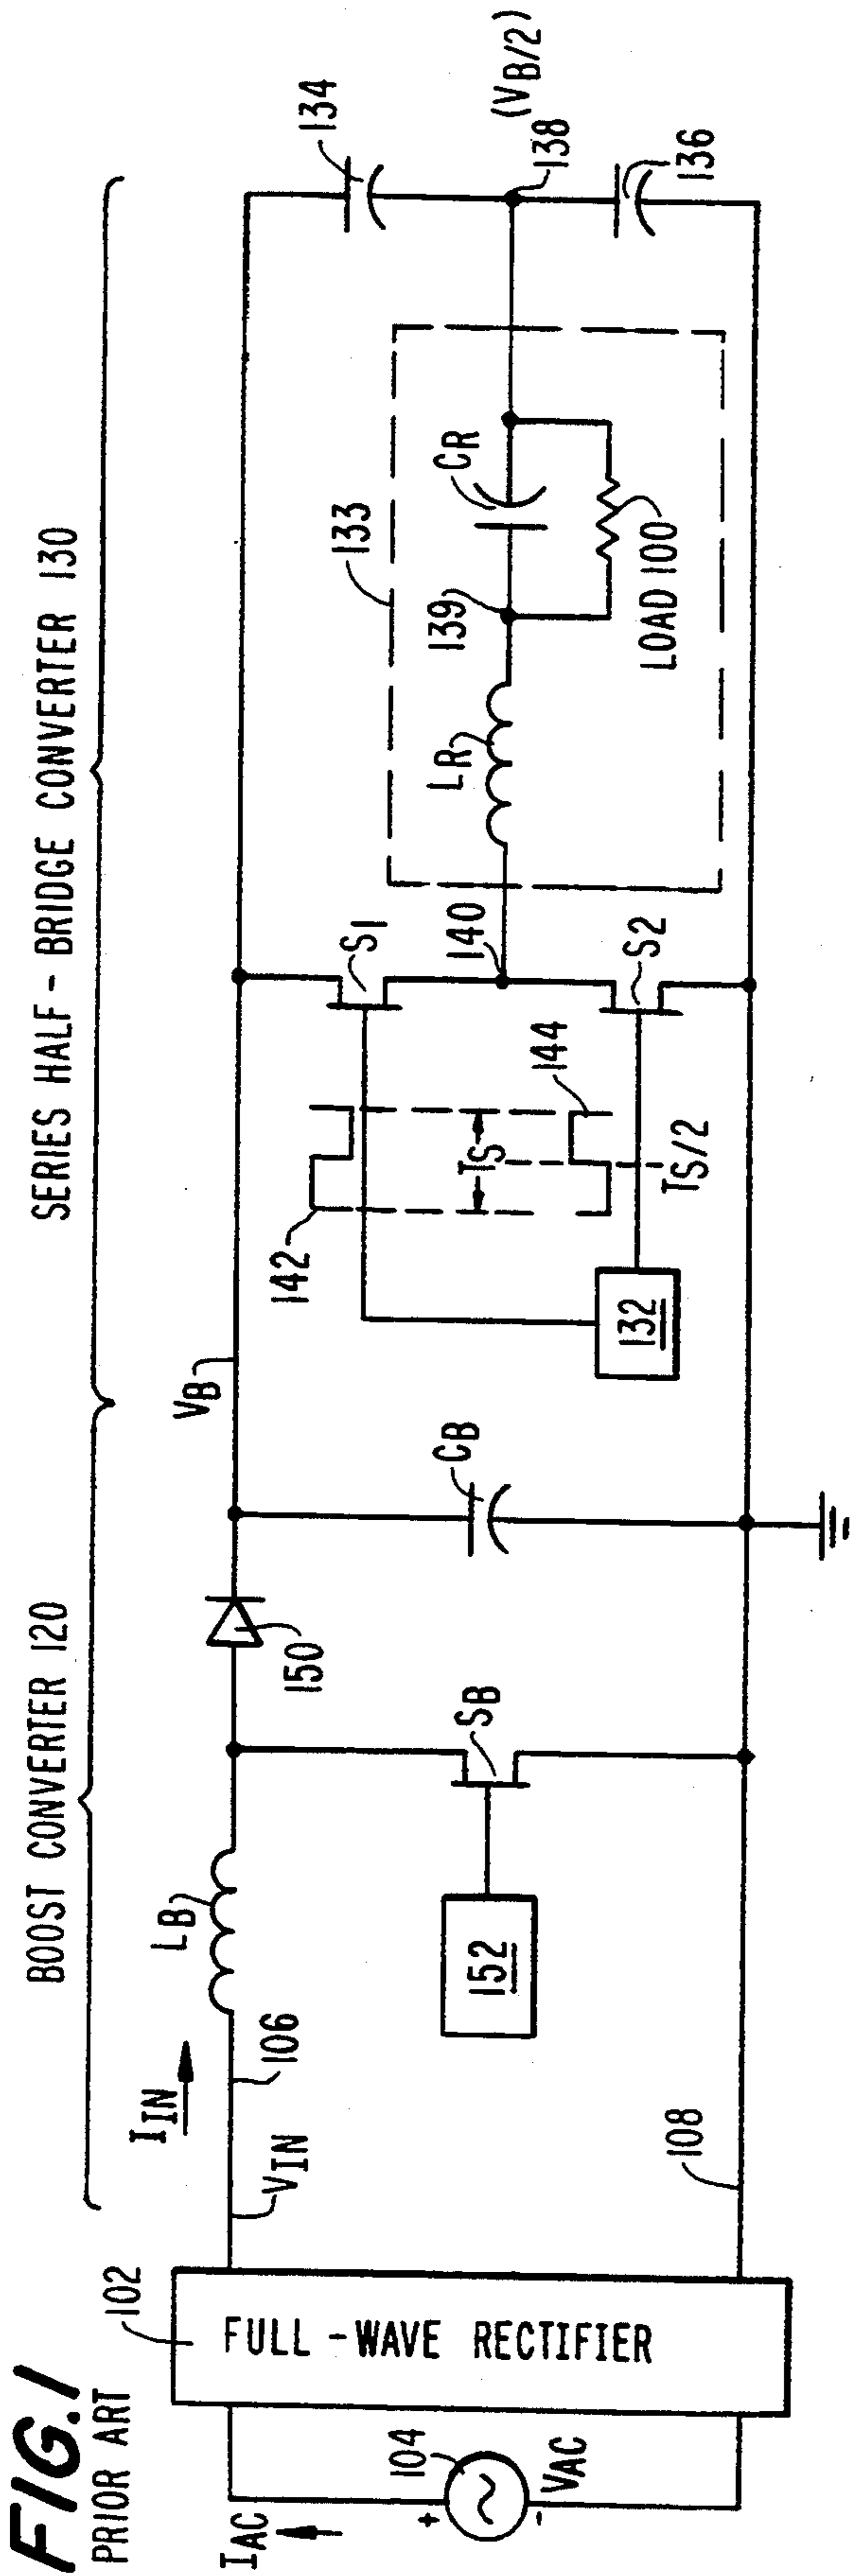 FIG. 1
PRIOR ART
BOOST CONVERTER 120
SERIES HALF-BRIDGE CONVERTER 130
IAC
104
+
-
VAC
102
FULL-WAVE RECTIFIER
VIN
IIN
106
108
LB
152
SB
150
CB
VB
132
142
TS
TS/2
144
S1
S2
140
LR
133
139
CR
LOAD 100
134
138
(VB/2)
136